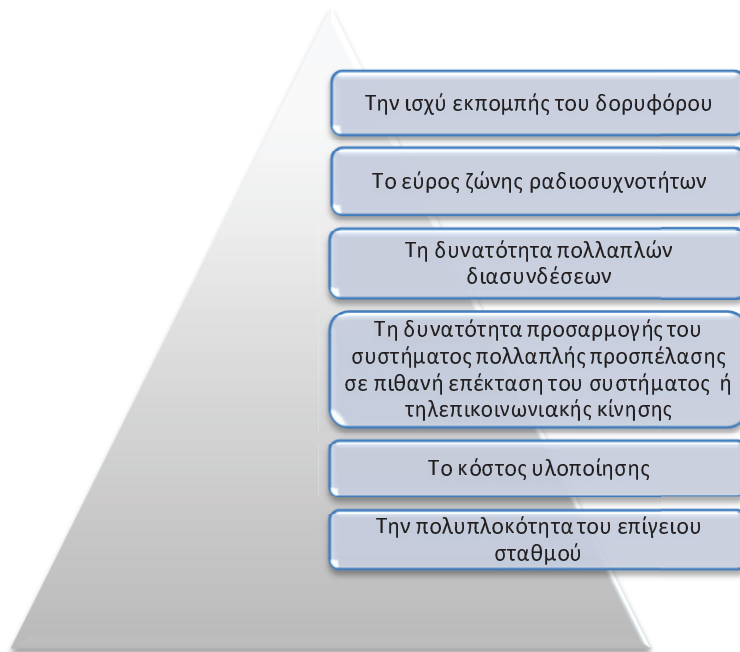 Την ισχύ εκπομπής του δορυφόρου
Το εύρος ζώνης ραδιοσυχνοτήτων
Τη δυνατότητα πολλαπλών
διασυνδέσεων
Τη δυνατότητα προσαρμογής του
συστήματος πολλαπλής προσπέλασης
σε πιθανή επέκταση του συστήματος ή
τηλεπικοινωνιακής κίνησης
Το κόστος υλοποίησης
Την πολυπλοκότητα του επίγειου
σταθμού